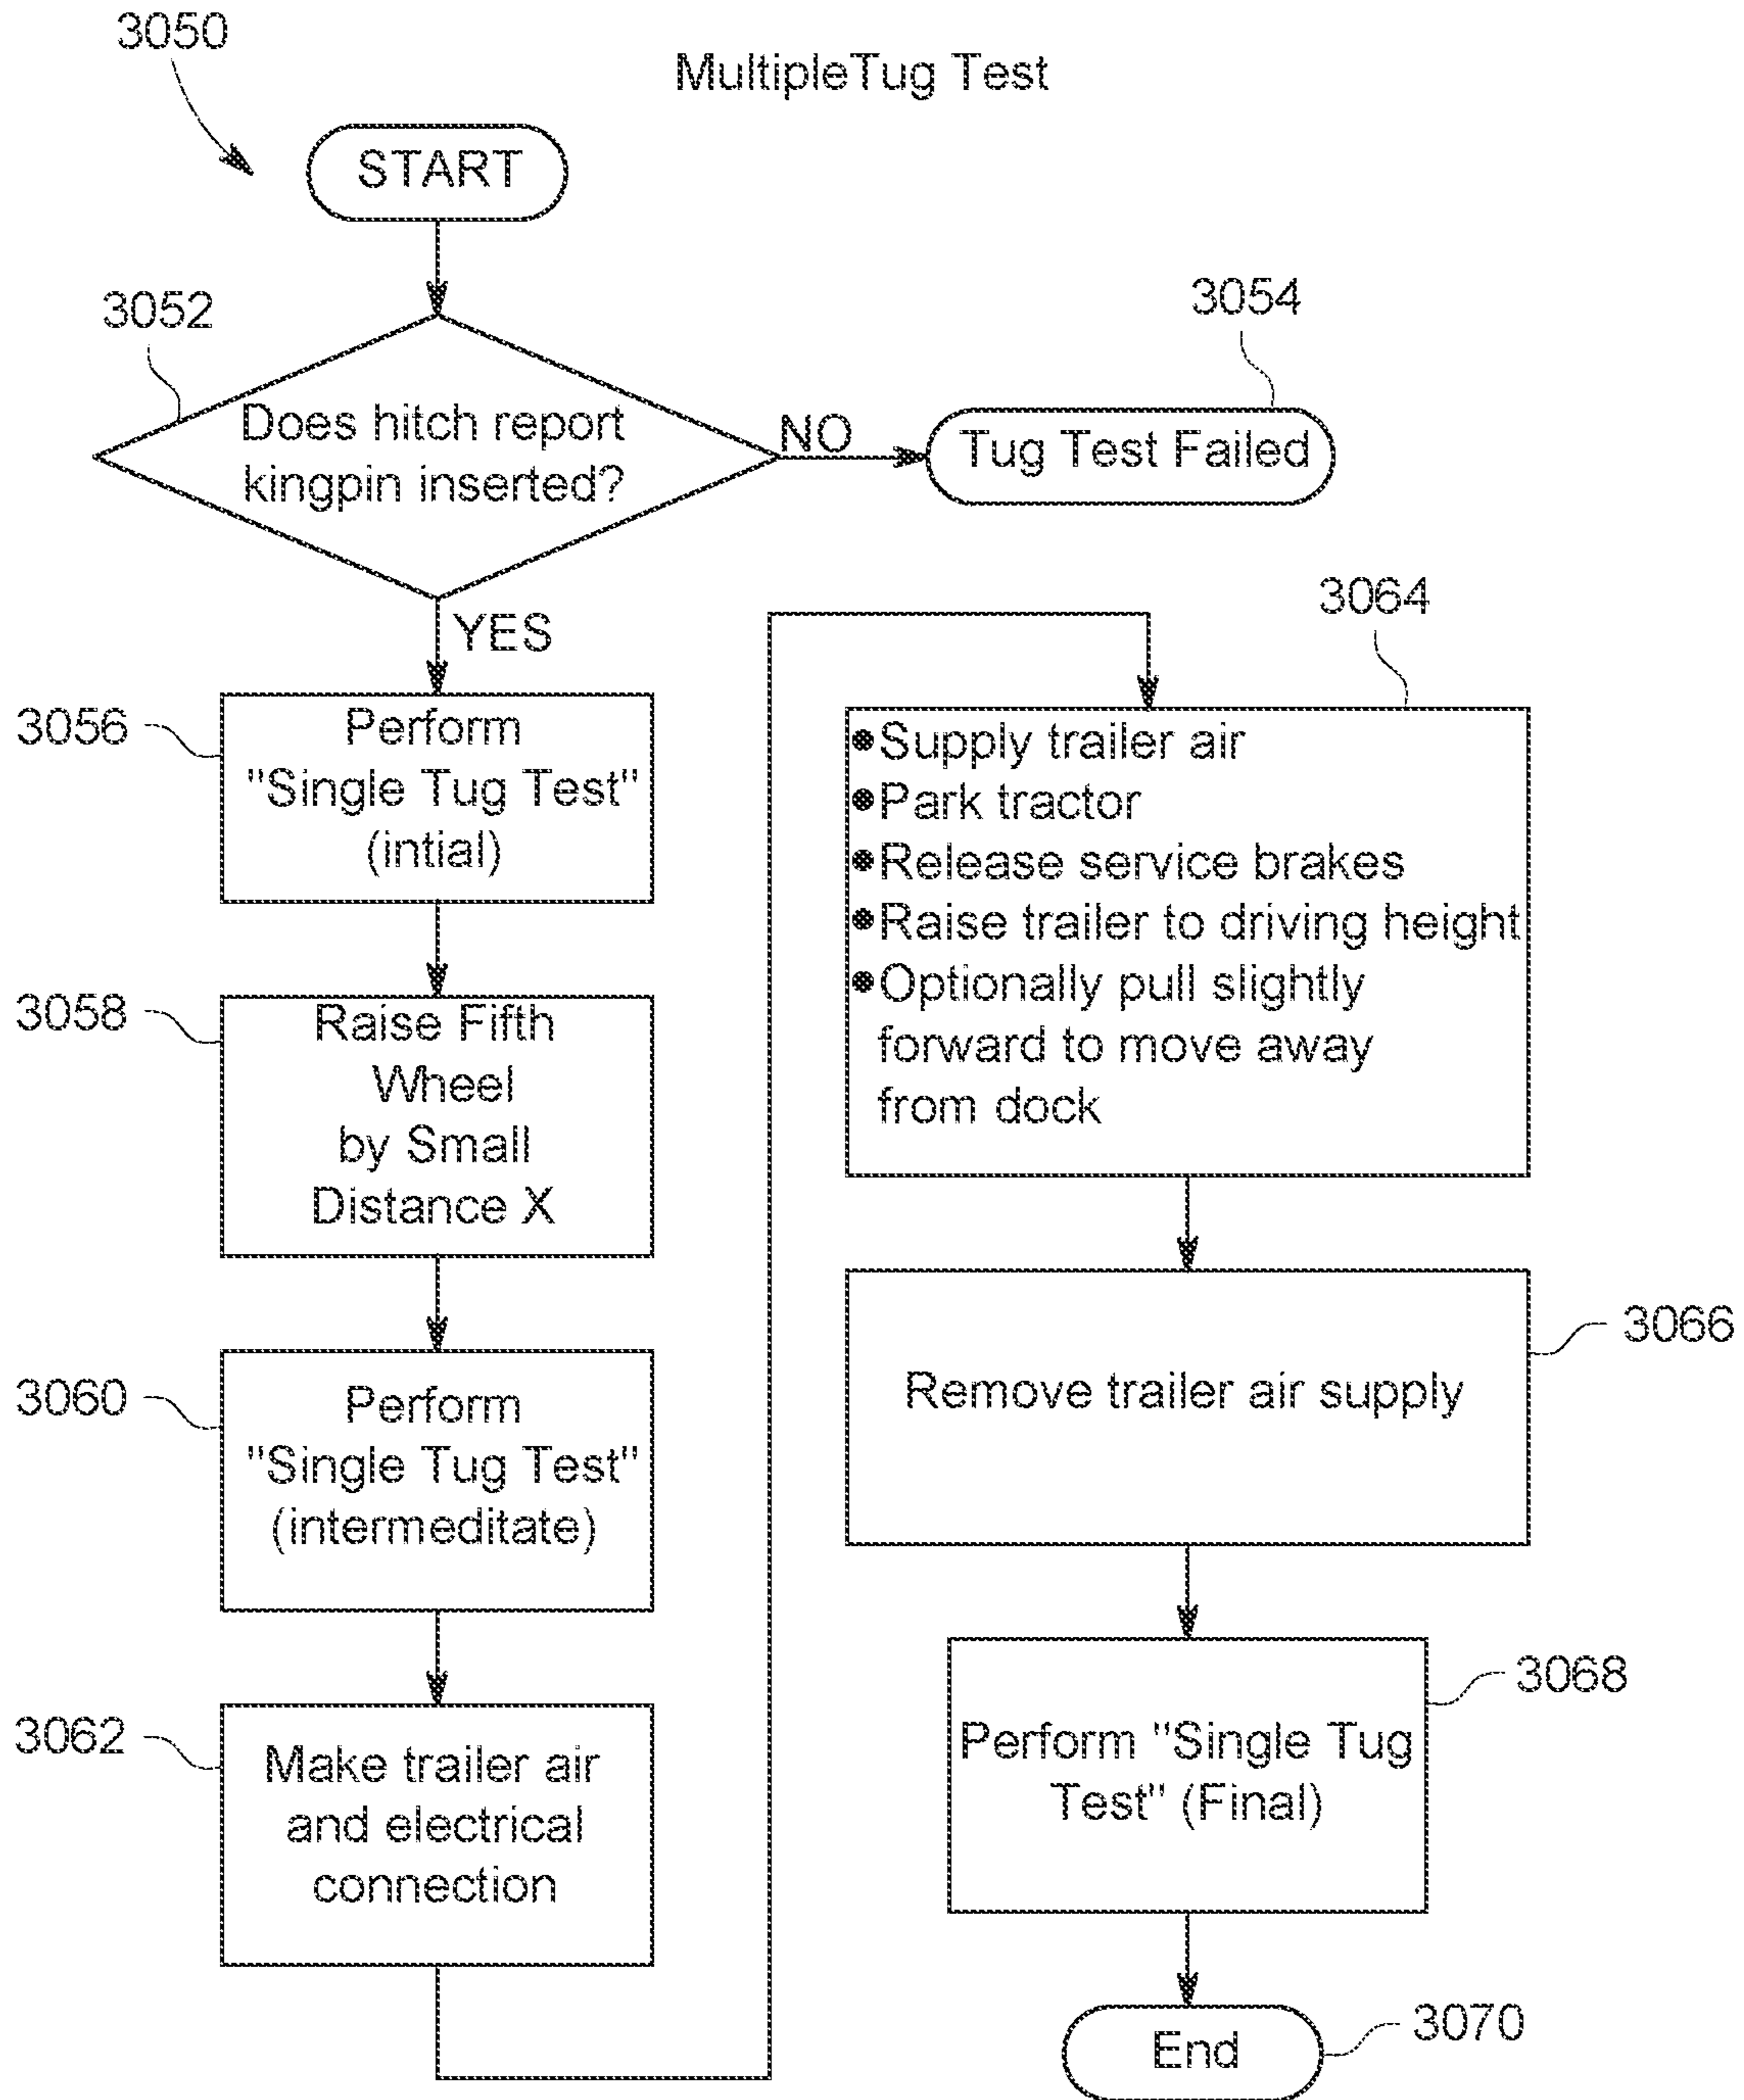 3050
MultipleTug Test
START
3052
Does hitch report
kingpin inserted?
NO
3054
Tug Test Failed
YES
3056
Perform
"Single Tug Test"
(intial)
3058
Raise Fifth
Wheel
by Small
Distance X
3060
Perform
"Single Tug Test"
(intermeditate)
3062
Make trailer air
and electrical
connection
3064
•Supply trailer air
•Park tractor
•Release service brakes
•Raise trailer to driving height
•Optionally pull slightly
forward to move away
from dock
3066
Remove trailer air supply
3068
Perform "Single Tug
Test" (Final)
End
3070